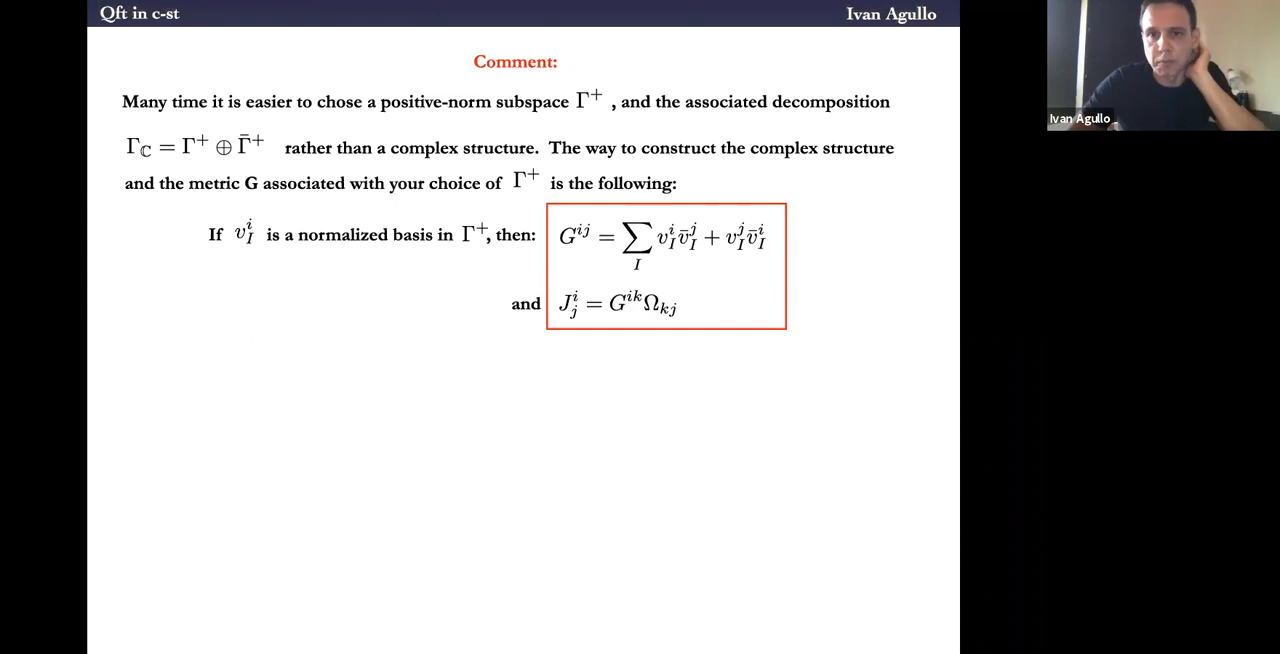 Qft in c-st
Ivan Agullo
Comment:
Many time it is easier to chose a positive-norm subspace Γ⁺ , and the associated decomposition
Γ_ℂ = Γ⁺ ⊕ Γ̄⁺ rather than a complex structure. The way to construct the complex structure
and the metric G associated with your choice of Γ⁺ is the following:
If v_I^i is a normalized basis in Γ⁺, then: G^{ij} = ∑_I v_I^i v̄_I^j + v_I^j v̄_I^i
and J^i_j = G^{ik}Ω_{kj}
Ivan Agullo